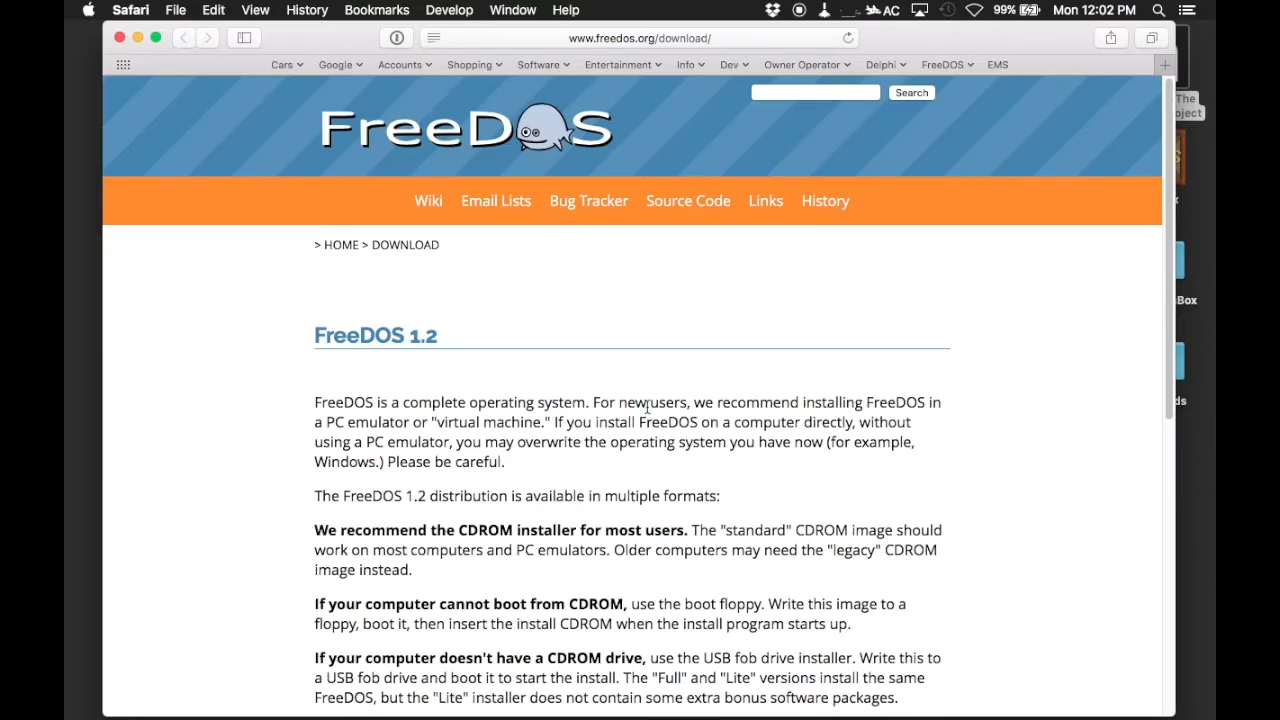 Safari File Edit View History Bookmarks Develop Window Help AC 99% Mon 12:02 PM
www.freedos.org/download/
Cars Google Accounts Shopping Software Entertainment Info Dev Owner Operator Delphi FreeDOS EMS
Search
FreeDOS
The
oject
Wiki Email Lists Bug Tracker Source Code Links History
> HOME > DOWNLOAD
Box
FreeDOS 1.2
FreeDOS is a complete operating system. For new users, we recommend installing FreeDOS in
a PC emulator or "virtual machine." If you install FreeDOS on a computer directly, without
using a PC emulator, you may overwrite the operating system you have now (for example,
Windows.) Please be careful.
The FreeDOS 1.2 distribution is available in multiple formats:
We recommend the CDROM installer for most users. The "standard" CDROM image should
work on most computers and PC emulators. Older computers may need the "legacy" CDROM
image instead.
If your computer cannot boot from CDROM, use the boot floppy. Write this image to a
floppy, boot it, then insert the install CDROM when the install program starts up.
If your computer doesn't have a CDROM drive, use the USB fob drive installer. Write this to
a USB fob drive and boot it to start the install. The "Full" and "Lite" versions install the same
FreeDOS, but the "Lite" installer does not contain some extra bonus software packages.